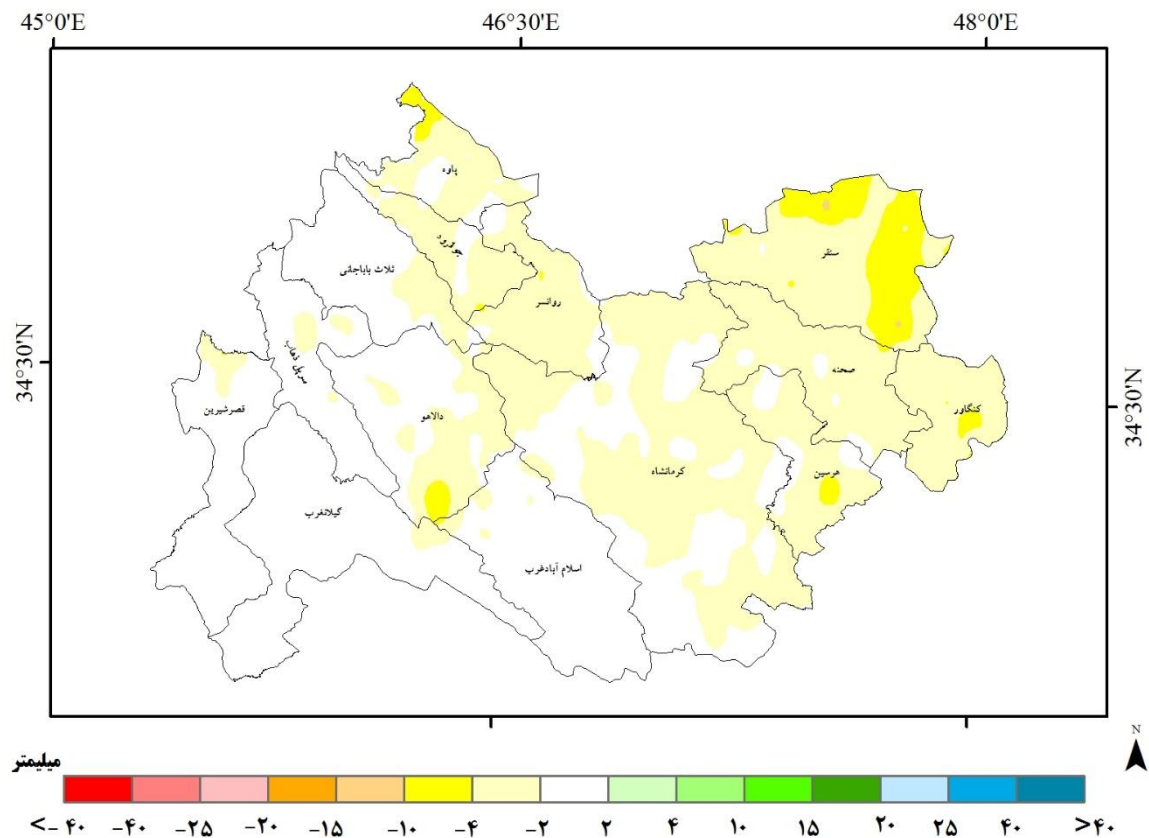 45°0'E 46°30'E 48°0'E
34°30'N
34°30'N
پاوه
جوانرود
ثلاث باباجانی
روانسر
سنقر
سرپل ذهاب
صحنه
قصرشیرین
دالاهو
کنگاور
کرمانشاه
هرسین
گیلانغرب
اسلام آبادغرب
N
میلیمتر
<-۴۰ -۴۰ -۲۵ -۲۰ -۱۵ -۱۰ -۴ -۲ ۲ ۴ ۱۰ ۱۵ ۲۰ ۲۵ ۴۰ >۴۰